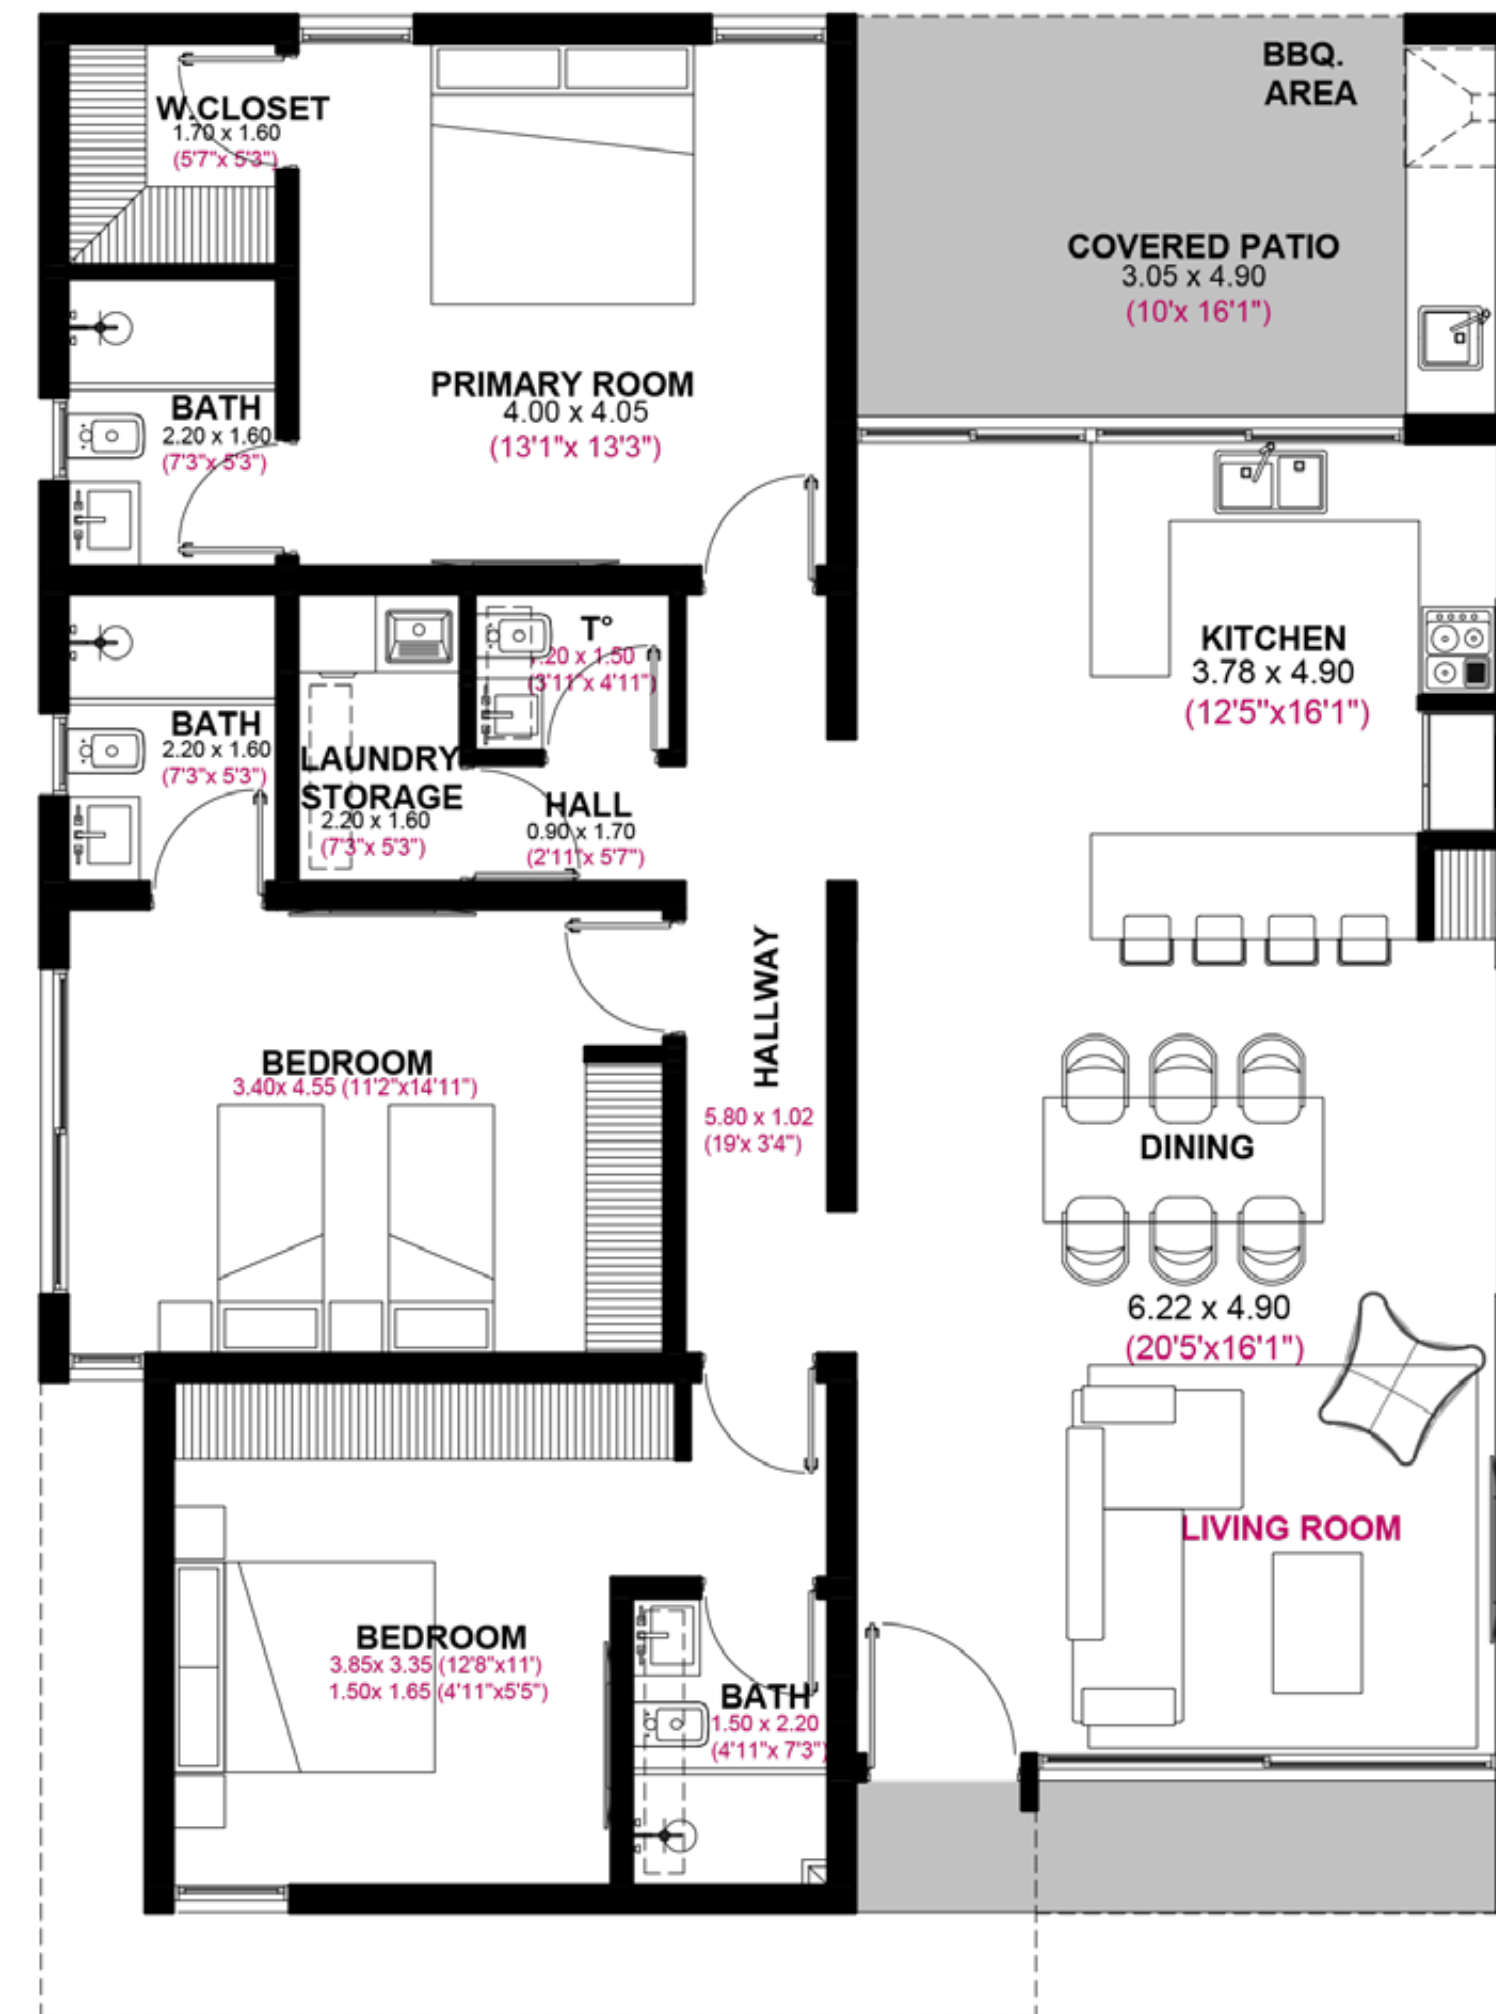 BBQ.
AREA
W.CLOSET
1.70 x 1.60
(5'7"x 5'3")
COVERED PATIO
3.05 x 4.90
(10'x 16'1")
PRIMARY ROOM
4.00 x 4.05
(13'1"x 13'3")
BATH
2.20 x 1.60
(7'3"x 5'3")
T°
.20 x 1.50
(3'11"x 4'11")
KITCHEN
3.78 x 4.90
(12'5"x16'1")
BATH
2.20 x 1.60
(7'3"x 5'3")
LAUNDRY
STORAGE
2.20 x 1.60
(7'3"x 5'3")
HALL
0.90 x 1.70
(2'11"x 5'7")
HALLWAY
5.80 x 1.02
(19'x 3'4")
BEDROOM
3.40x 4.55 (11'2"x14'11")
DINING
6.22 x 4.90
(20'5'x16'1")
LIVING ROOM
BEDROOM
3.85x 3.35 (12'8"x11')
1.50x 1.65 (4'11"x5'5")
BATH
1.50 x 2.20
(4'11"x 7'3")